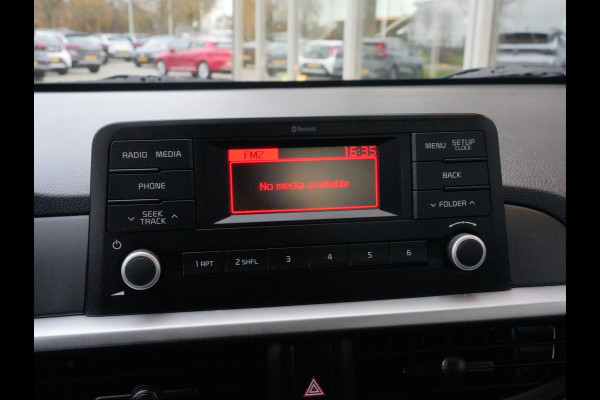 Bluetooth
RADIO MEDIA
FM2 16:35
MENU SETUP
CLOCK
PHONE
No media available
BACK
SEEK
TRACK
FOLDER
1 RPT 2 SHFL 3 4 5 6